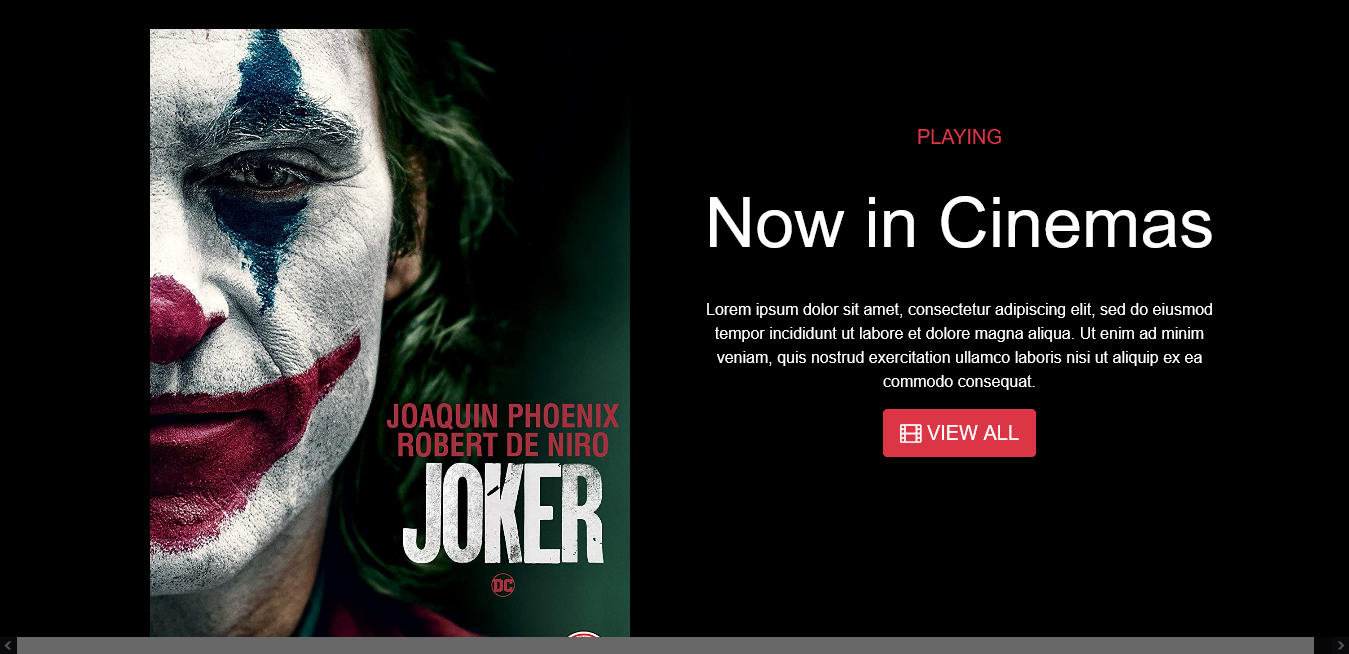 JOAQUIN PHOENIX
ROBERT DE NIRO
JOKER
DC
PLAYING
Now in Cinemas
Lorem ipsum dolor sit amet, consectetur adipiscing elit, sed do eiusmod
tempor incididunt ut labore et dolore magna aliqua. Ut enim ad minim
veniam, quis nostrud exercitation ullamco laboris nisi ut aliquip ex ea
commodo consequat.
VIEW ALL